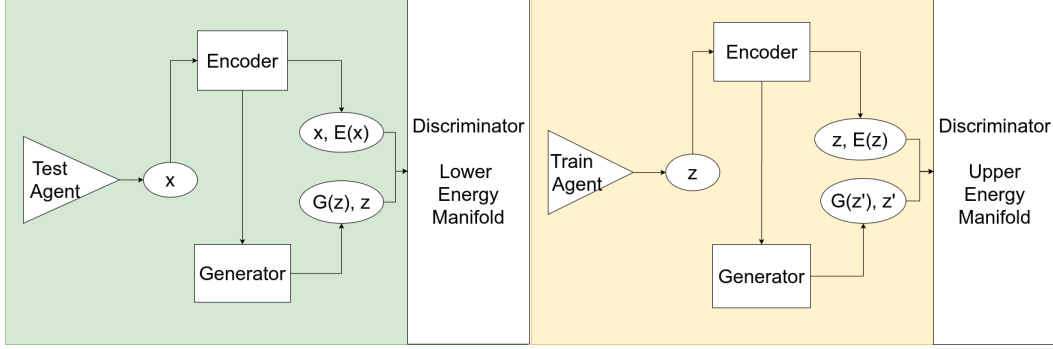 Encoder
x, E(x)
Test
Agent
x
G(z), z
Generator
Discriminator
Lower
Energy
Manifold
Encoder
z, E(z)
Train
Agent
z
G(z'), z'
Generator
Discriminator
Upper
Energy
Manifold